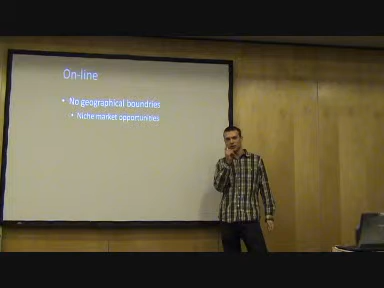 On-line
• No geographical boundries
• Niche market opportunities